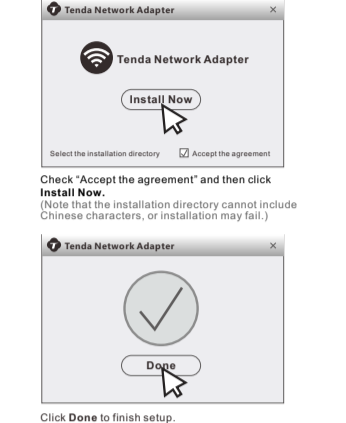 Tenda Network Adapter ×
Tenda Network Adapter
Install Now
Select the installation directory Accept the agreement
Check “Accept the agreement” and then click
Install Now.
(Note that the installation directory cannot include
Chinese characters, or installation may fail.)
Tenda Network Adapter ×
Done
Click Done to finish setup.